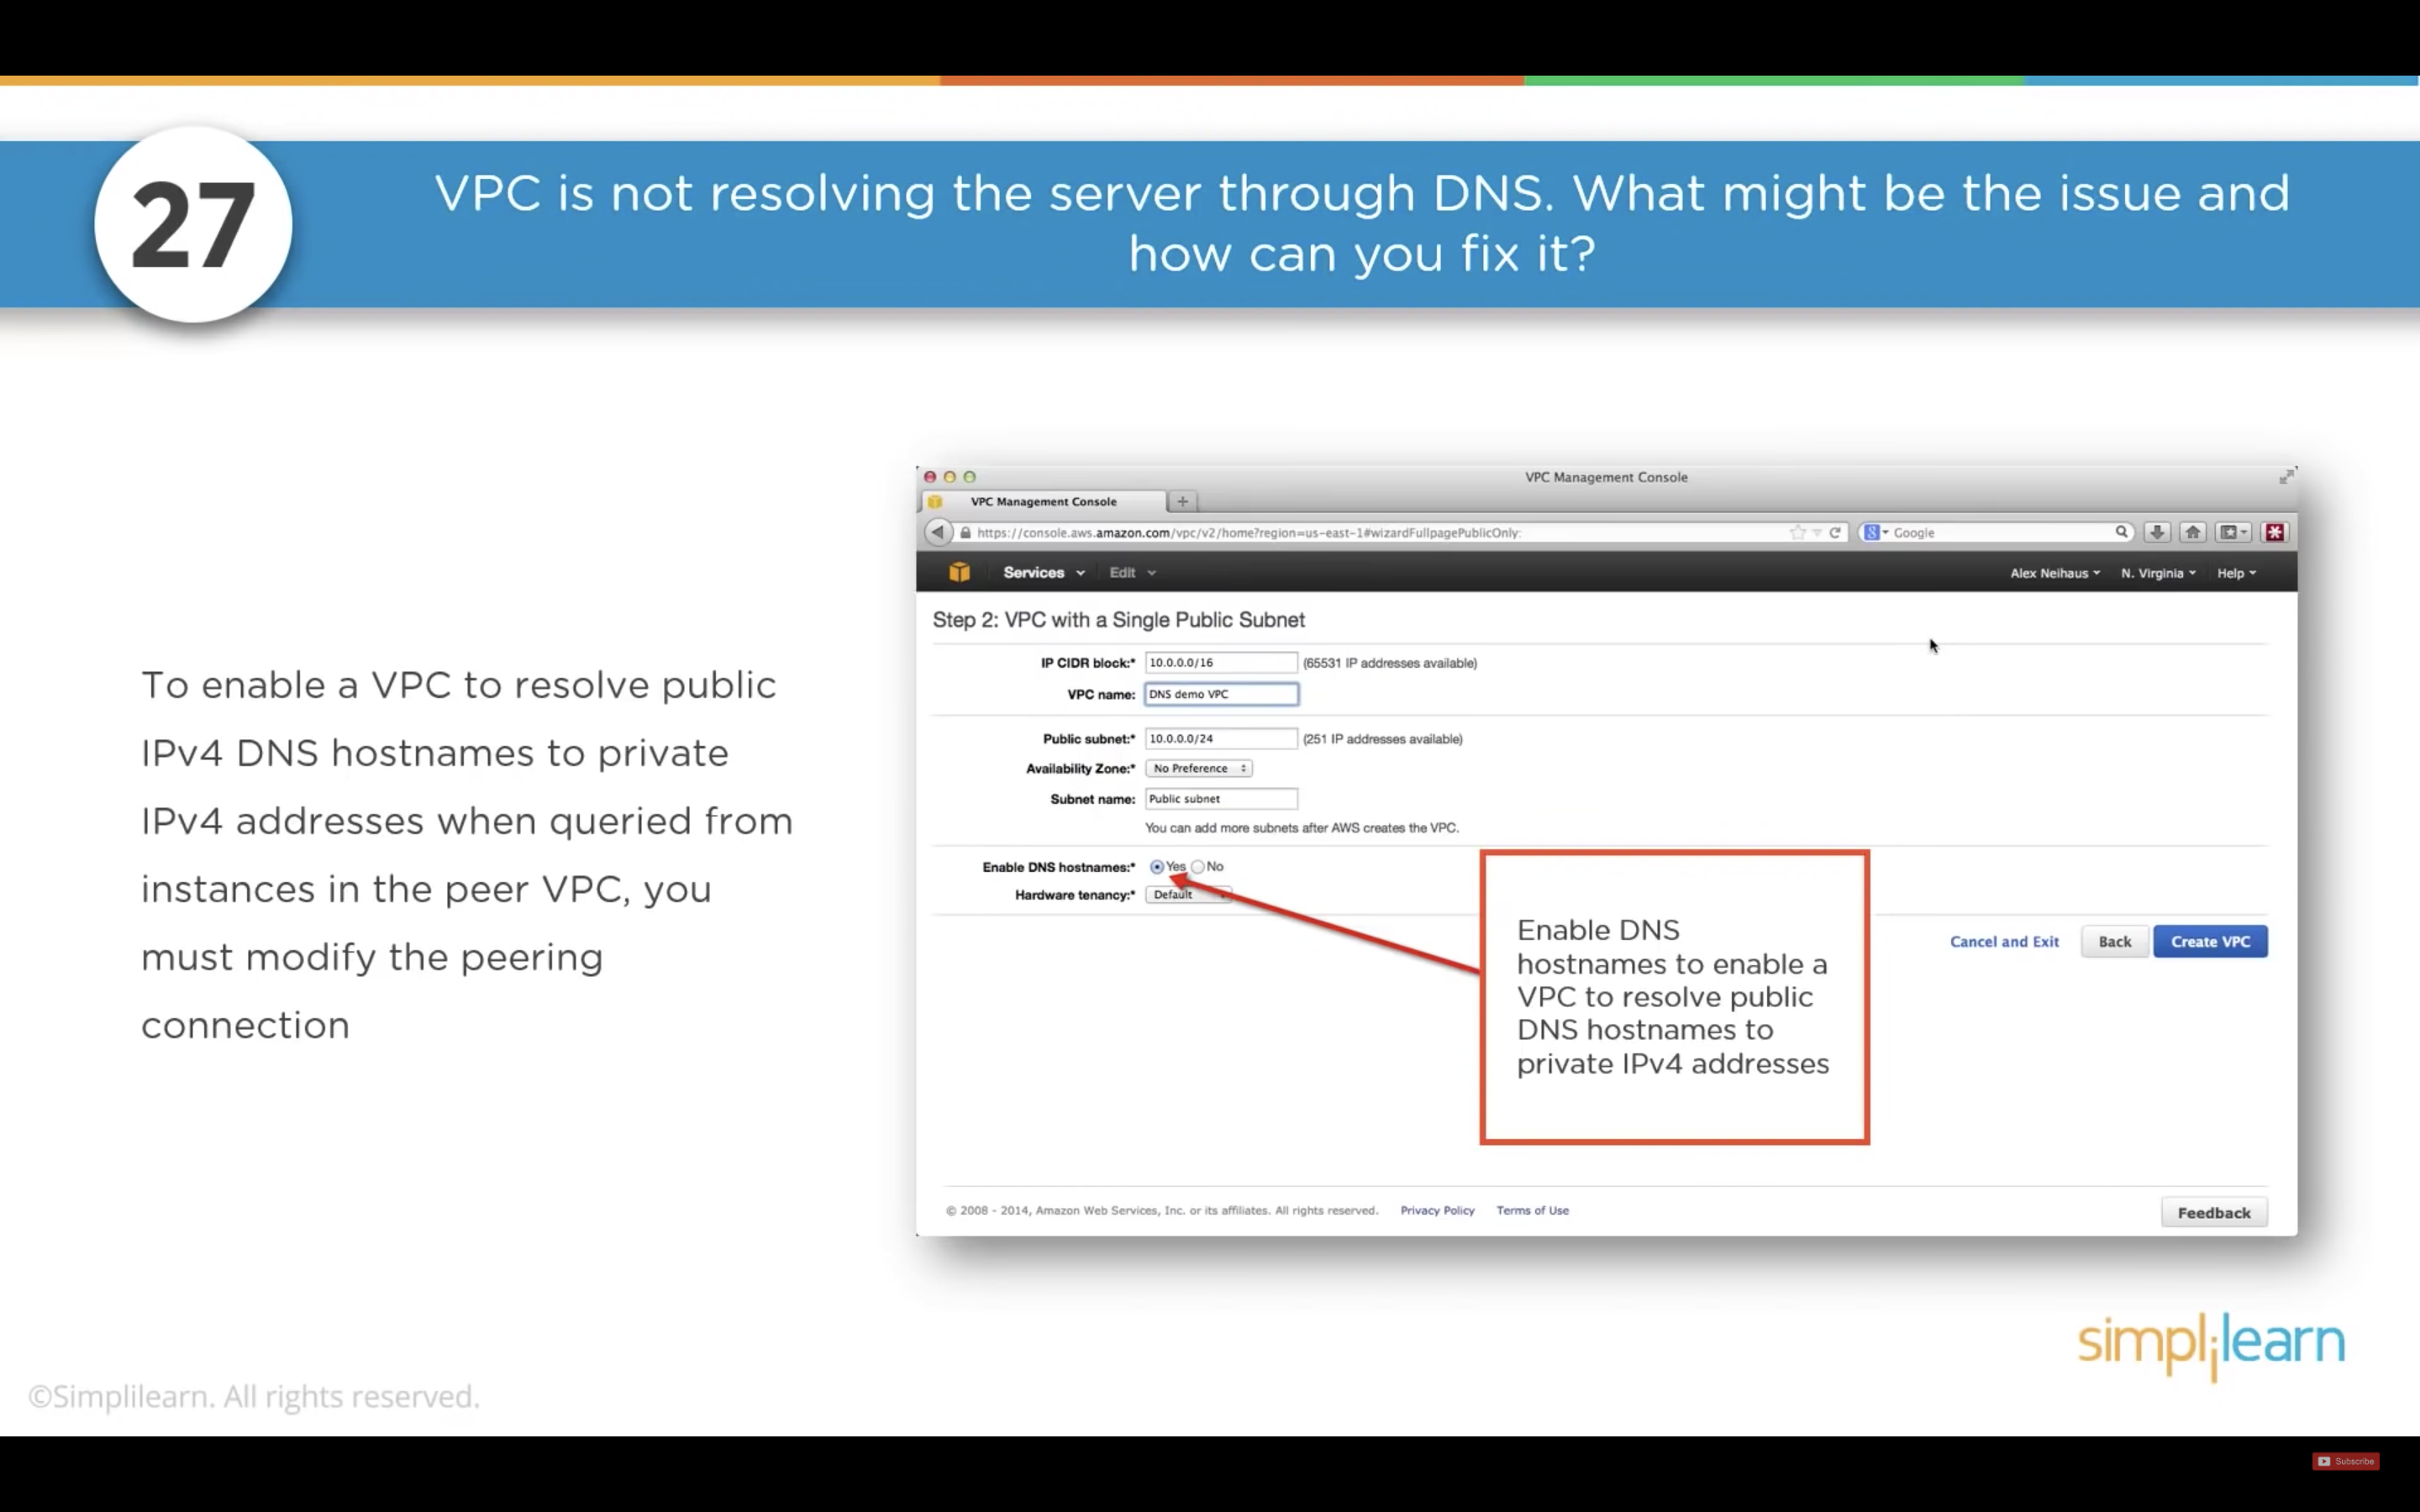 27
VPC is not resolving the server through DNS. What might be the issue and
how can you fix it?
To enable a VPC to resolve public
IPv4 DNS hostnames to private
IPv4 addresses when queried from
instances in the peer VPC, you
must modify the peering
connection
VPC Management Console
VPC Management Console
https://console.aws.amazon.com/vpc/v2/home?region=us-east-1#wizardFullpagePublicOnly: Google
Services Edit Alex Neihaus N. Virginia Help
Step 2: VPC with a Single Public Subnet
IP CIDR block:* 10.0.0.0/16 (65531 IP addresses available)
VPC name: DNS demo VPC
Public subnet:* 10.0.0.0/24 (251 IP addresses available)
Availability Zone:* No Preference
Subnet name: Public subnet
You can add more subnets after AWS creates the VPC.
Enable DNS hostnames:* Yes No
Hardware tenancy:* Default
Enable DNS
hostnames to enable a
VPC to resolve public
DNS hostnames to
private IPv4 addresses
Cancel and Exit Back Create VPC
© 2008 - 2014, Amazon Web Services, Inc. or its affiliates. All rights reserved. Privacy Policy Terms of Use
Feedback
simplilearn
©Simplilearn. All rights reserved.
Subscribe